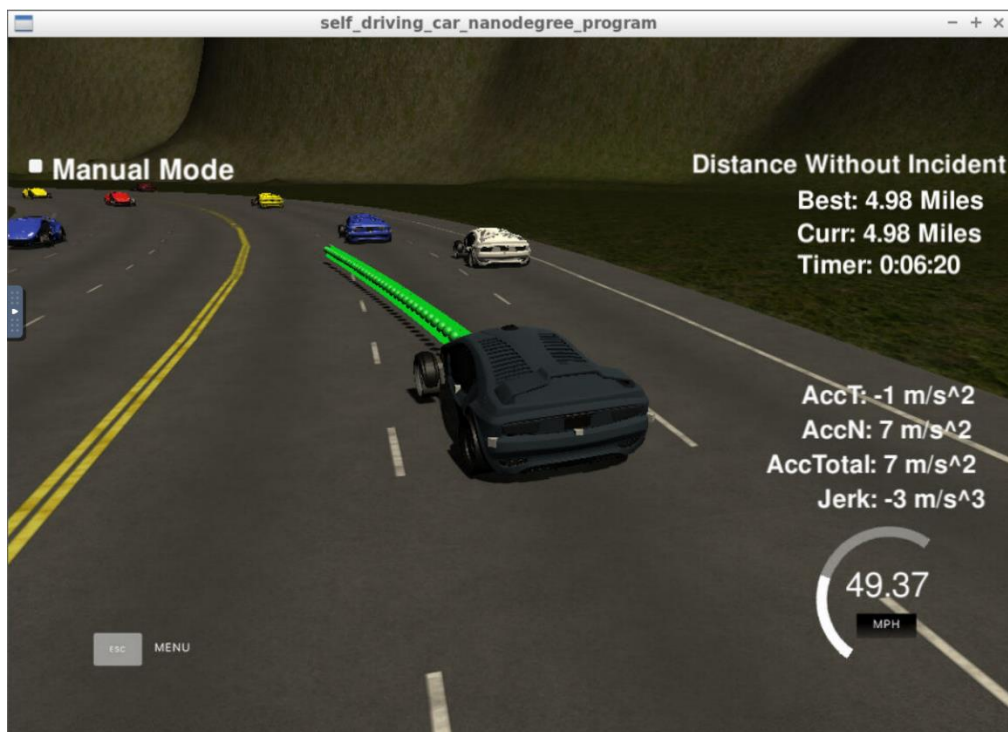 self_driving_car_nanodegree_program
Manual Mode
Distance Without Incident
Best: 4.98 Miles
Curr: 4.98 Miles
Timer: 0:06:20
AccT: -1 m/s^2
AccN: 7 m/s^2
AccTotal: 7 m/s^2
Jerk: -3 m/s^3
49.37
MPH
ESC MENU